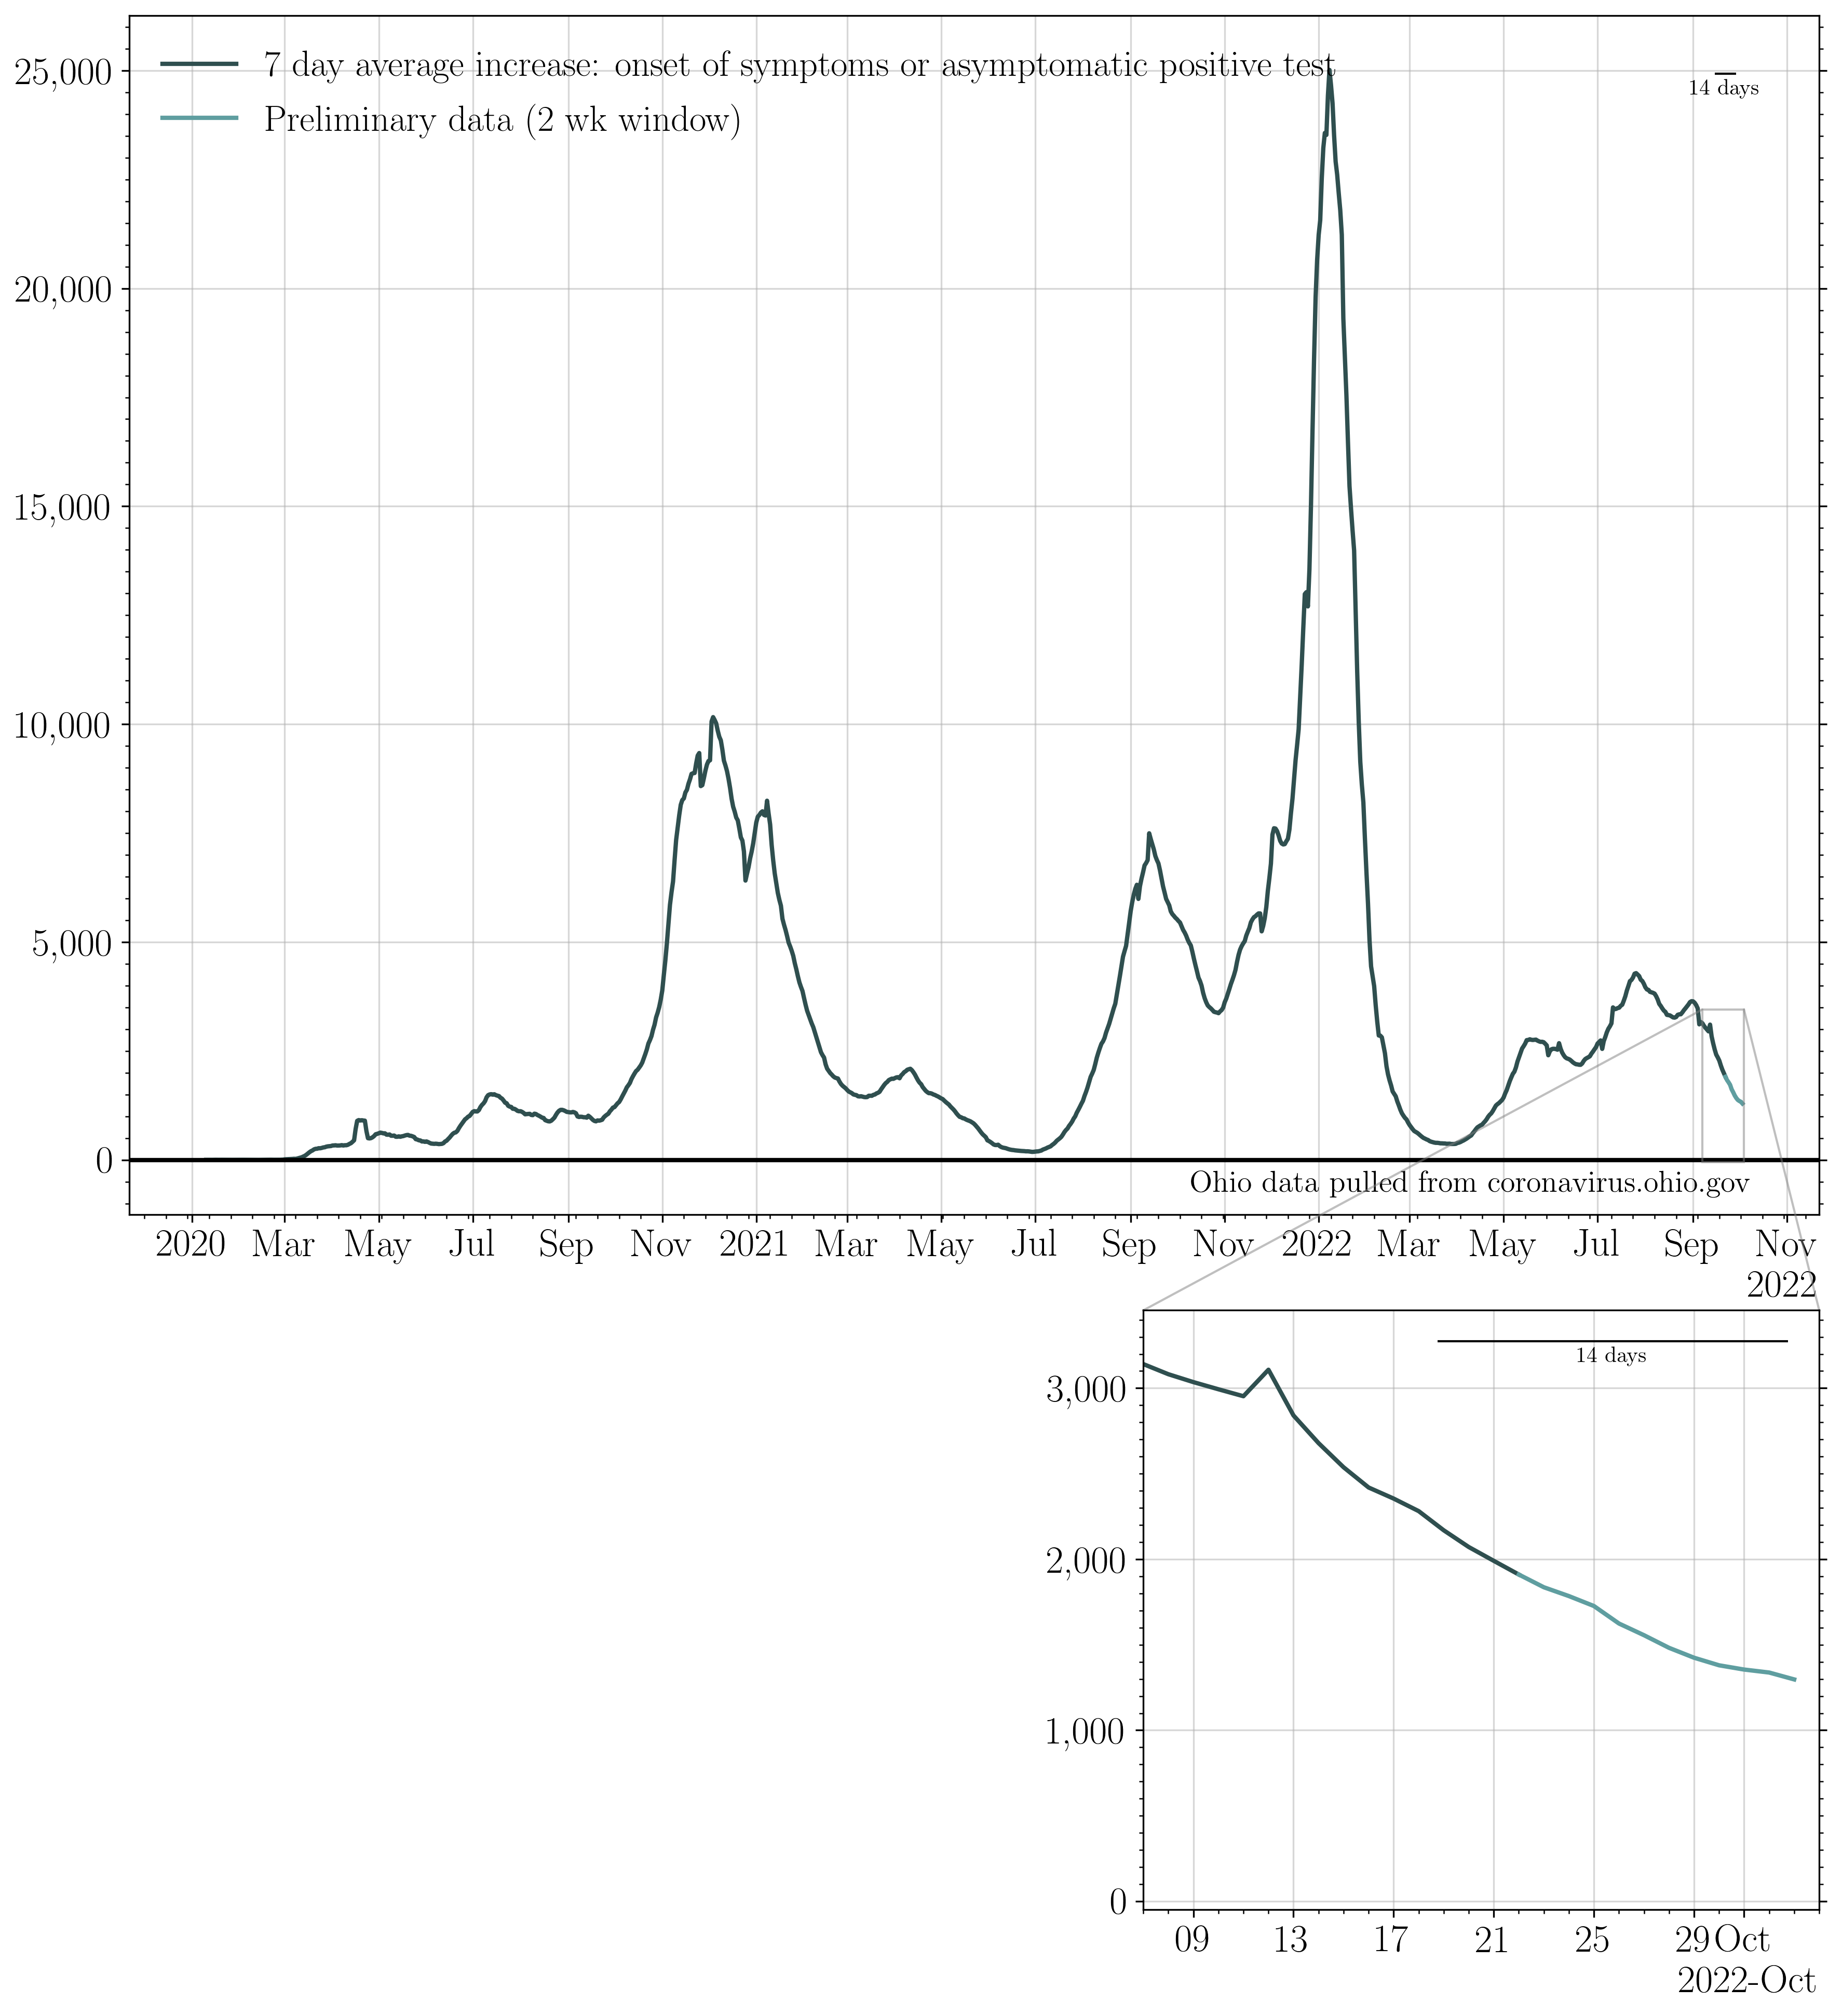 7 day average increase: onset of symptoms or asymptomatic positive test
Preliminary data (2 wk window)
14 days
25,000
20,000
15,000
10,000
5,000
0
Ohio data pulled from coronavirus.ohio.gov
2020 Mar May Jul Sep Nov 2021 Mar May Jul Sep Nov 2022 Mar May Jul Sep Nov
2022
14 days
3,000
2,000
1,000
0
09 13 17 21 25 29 Oct
2022-Oct